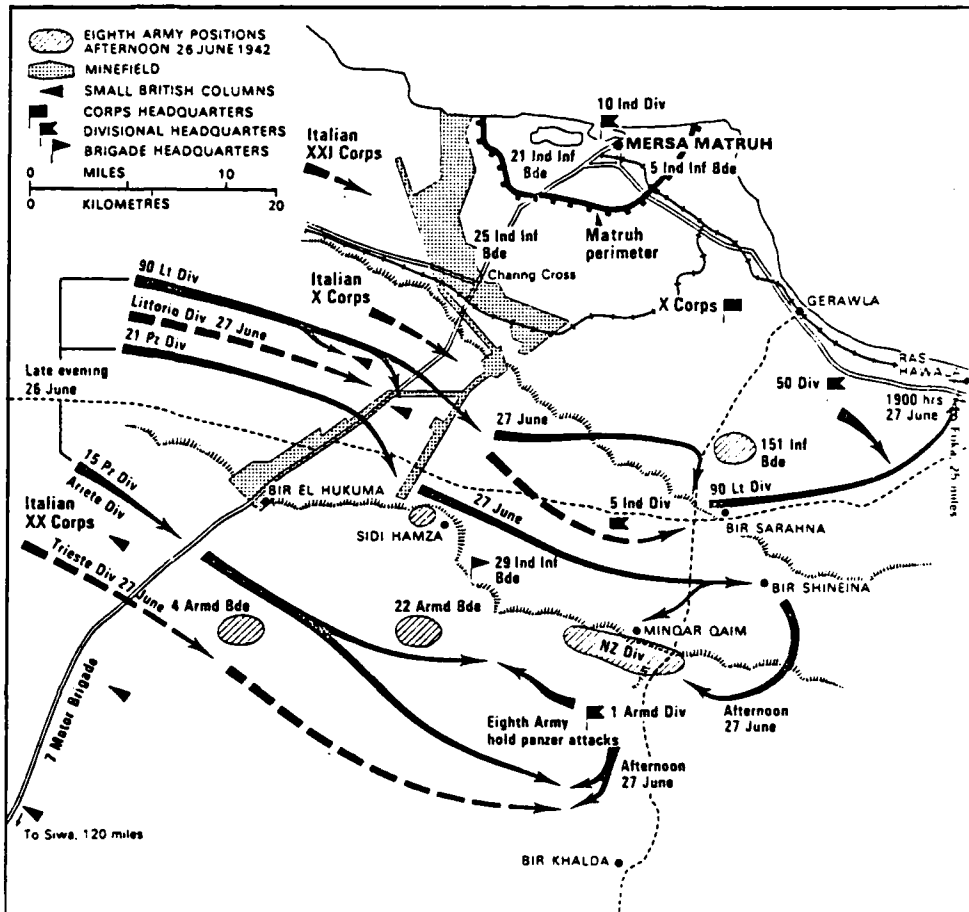 EIGHTH ARMY POSITIONS
AFTERNOON 26 JUNE 1942
MINEFIELD
SMALL BRITISH COLUMNS
CORPS HEADQUARTERS
DIVISIONAL HEADQUARTERS
BRIGADE HEADQUARTERS
0 MILES 10
0 KILOMETRES 20
Italian
XXI Corps
10 Ind Div
MERSA MATRUH
21 Ind Inf
Bde
5 Ind Inf Bde
25 Ind Inf
Bde
Matruh
perimeter
Charing Cross
Italian
X Corps
X Corps
GERAWLA
RAS
HAWA
90 Lt Div
Littorio Div 27 June
21 Pz Div
Late evening
26 June
50 Div
1900 hrs
27 June
To Fuka, 25 miles
27 June
151 Inf
Bde
15 Pz Div
Ariete Div
Italian
XX Corps
Trieste Div 27 June
BIR EL HUKUMA
SIDI HAMZA
27 June
5 Ind Div
90 Lt Div
BIR SARAHNA
29 Ind Inf
Bde
BIR SHINEINA
4 Armd Bde
22 Armd Bde
MINQAR QAIM
NZ Div
7 Motor Brigade
Eighth Army
hold panzer attacks
1 Armd Div
Afternoon
27 June
Afternoon
27 June
To Siwa, 120 miles
BIR KHALDA